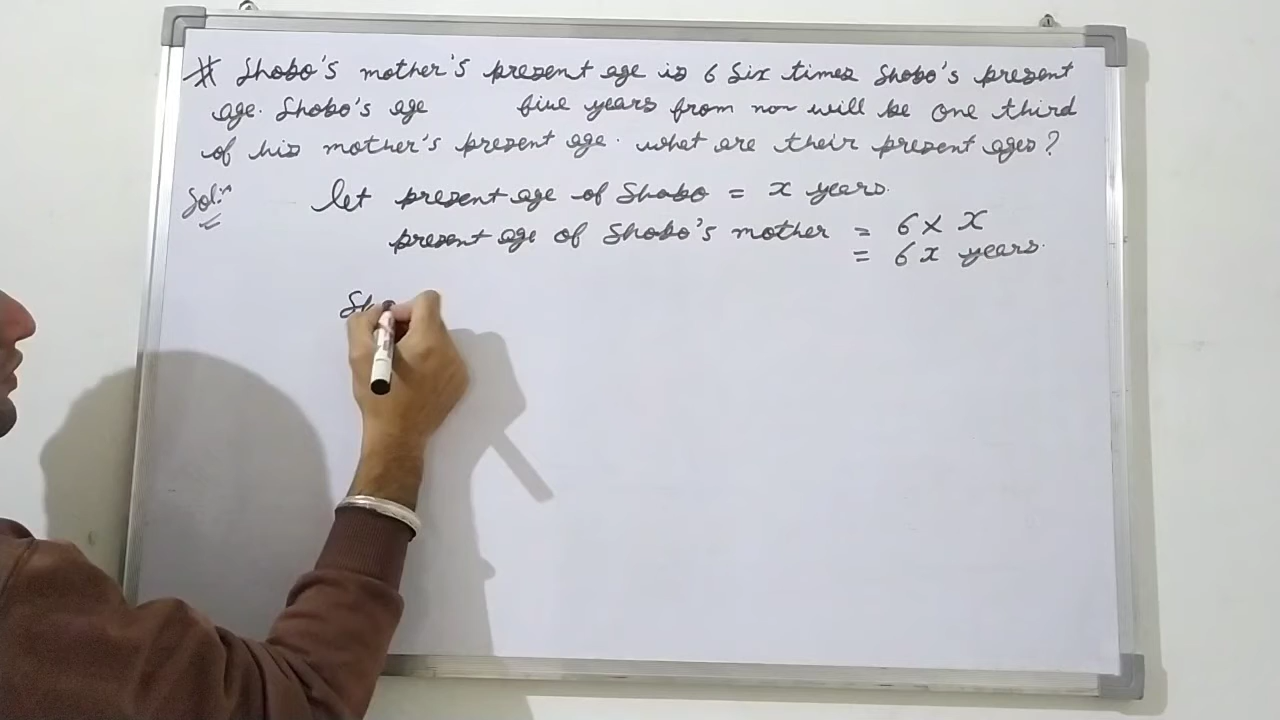 # Shobo's mother's present age is 6 Six times Shobo's present
age. Shobo's age five years from now will be one third
of his mother's present age. what are their present ages?
Sol:n let present age of Shobo = x years.
present age of Shobo's mother = 6 × x
= 6x years.
Sho